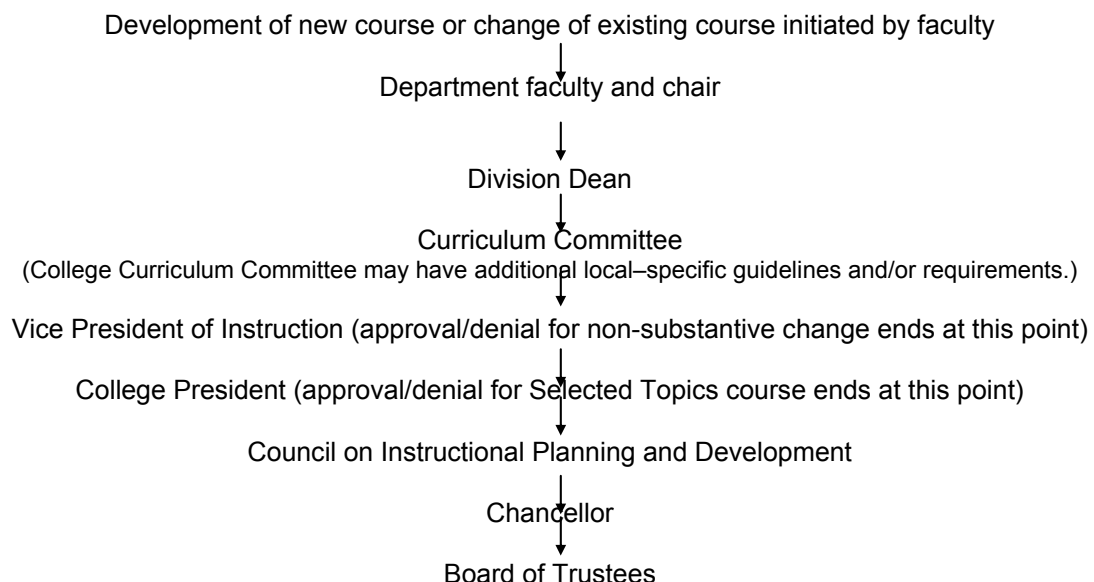 Development of new course or change of existing course initiated by faculty
Department faculty and chair
Division Dean
Curriculum Committee
(College Curriculum Committee may have additional local–specific guidelines and/or requirements.)
Vice President of Instruction (approval/denial for non-substantive change ends at this point)
College President (approval/denial for Selected Topics course ends at this point)
Council on Instructional Planning and Development
Chancellor
Board of Trustees